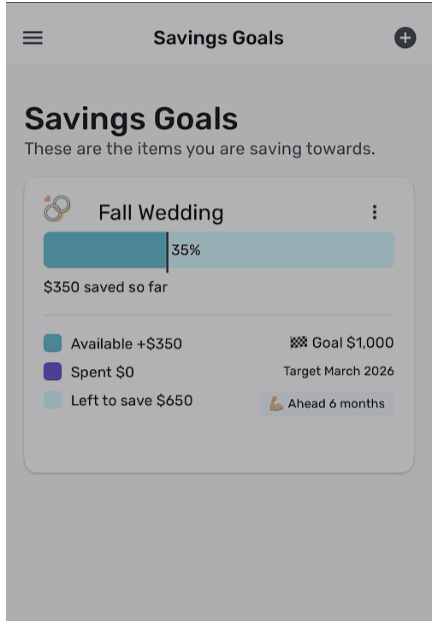 Savings Goals
Savings Goals
These are the items you are saving towards.
Fall Wedding
35%
$350 saved so far
Available +$350
Goal $1,000
Spent $0
Target March 2026
Left to save $650
Ahead 6 months